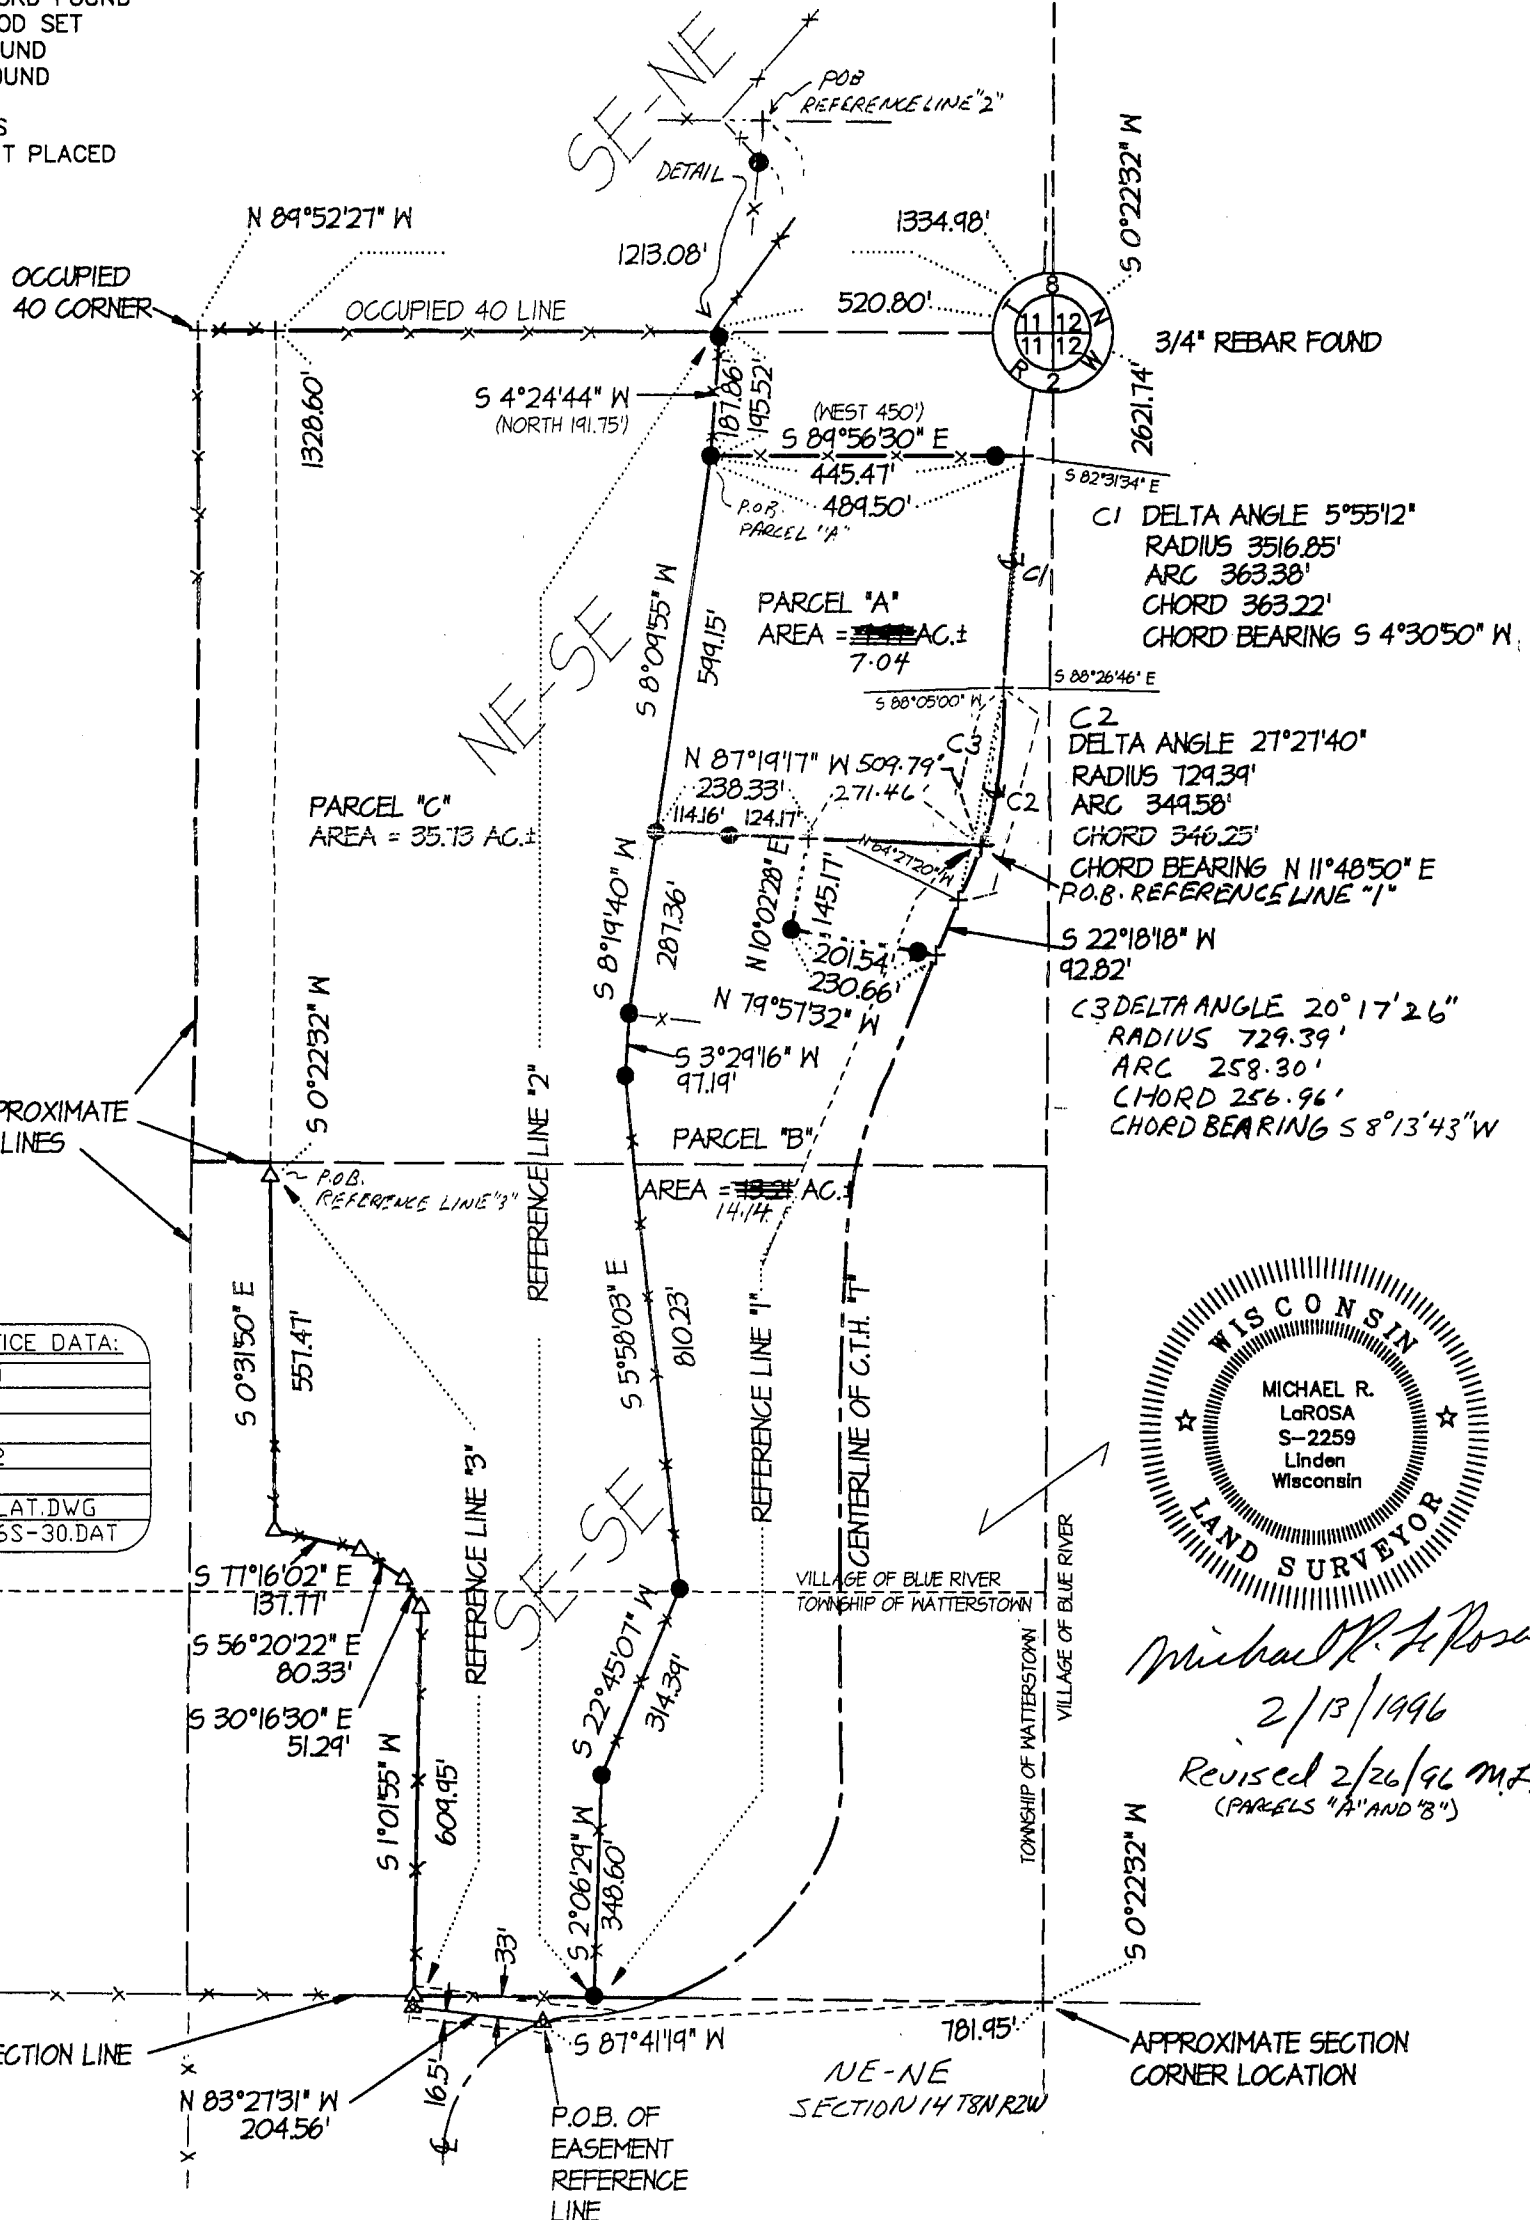 OD SET
UND
OUND
S
T PLACED
SE-NE
POB
REFERENCE LINE "2"
DETAIL
N 89°52'27" W
1213.08'
1334.98'
S 0°22'32" W
OCCUPIED
40 CORNER
OCCUPIED 40 LINE
520.80'
8
T N
11 12
11 12
R W
2
3/4" REBAR FOUND
1328.60'
S 4°24'44" W
(NORTH 191.75')
187.86'
195.52'
(WEST 450')
S 89°56'30" E
445.47'
489.50'
2621.74'
S 82°31'34" E
P.O.B.
PARCEL "A"
C1 DELTA ANGLE 5°55'12"
RADIUS 3516.85'
ARC 363.38'
CHORD 363.22'
CHORD BEARING S 4°30'50" W
C1
S 8°09'55" W
599.15'
PARCEL "A"
AREA = AC.±
7.04
NE-SE
S 88°26'46" E
S 88°05'00" W
C2
DELTA ANGLE 27°27'40"
RADIUS 729.39'
ARC 349.58'
CHORD 346.25'
CHORD BEARING N 11°48'50" E
P.O.B. REFERENCE LINE "1"
C3
C2
N 87°19'17" W 509.79'
238.33'
271.46'
114.16'
124.17'
N 64°27'20" W
PARCEL "C"
AREA = 35.73 AC.±
S 8°19'40" W
287.36'
N 10°02'28" E
145.17'
201.54'
230.66'
N 79°57'32" W
S 22°18'18" W
92.82'
C3 DELTA ANGLE 20°17'26"
RADIUS 729.39'
ARC 258.30'
CHORD 256.96'
CHORD BEARING S 8°13'43" W
S 0°22'32" W
S 3°29'16" W
97.19'
PROXIMATE
LINES
REFERENCE LINE "2"
PARCEL "B"
AREA = AC.±
14.14
P.O.B.
REFERENCE LINE "3"
S 0°31'50" E
557.47'
S 5°58'03" E
810.23'
REFERENCE LINE "1"
CENTERLINE OF C.T.H. "T"
TICE DATA:
2
LAT.DWG
6S-30.DAT
WISCONSIN
MICHAEL R.
LaROSA
S-2259
Linden
Wisconsin
LAND SURVEYOR
REFERENCE LINE "3"
SE-SE
S 77°16'02" E
137.77'
S 56°20'22" E
80.33'
S 30°16'30" E
51.29'
VILLAGE OF BLUE RIVER
TOWNSHIP OF WATTERSTOWN
VILLAGE OF BLUE RIVER
TOWNSHIP OF WATTERSTOWN
Michael R. LaRosa
2/13/1996
Revised 2/26/96
(PARCELS "A" AND "B")
S 22°45'07" W
314.39'
S 1°01'55" W
609.95'
S 2°06'29" W
348.60'
S 0°22'32" W
33'
ECTION LINE
S 87°41'19" W
781.95'
APPROXIMATE SECTION
CORNER LOCATION
N 83°27'31" W
204.56'
16.5'
NE-NE
SECTION 14 T8N R2W
P.O.B. OF
EASEMENT
REFERENCE
LINE